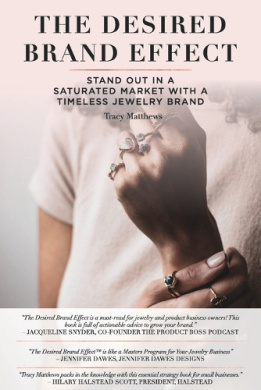 THE DESIRED
BRAND EFFECT
STAND OUT IN A
SATURATED MARKET WITH A
TIMELESS JEWELRY BRAND
Tracy Matthews
"The Desired Brand Effect is a must-read for jewelry and product business owners! This
book is full of actionable advice to grow your brand."
- JACQUELINE SNYDER, CO-FOUNDER THE PRODUCT BOSS PODCAST
"The Desired Brand Effect™ is like a Masters Program for Your Jewelry Business"
- JENNIFER DAWES, JENNIFER DAWES DESIGNS
"Tracy Matthews packs in the knowledge with this essential strategy book for small businesses."
- HILARY HALSTEAD SCOTT, PRESIDENT, HALSTEAD